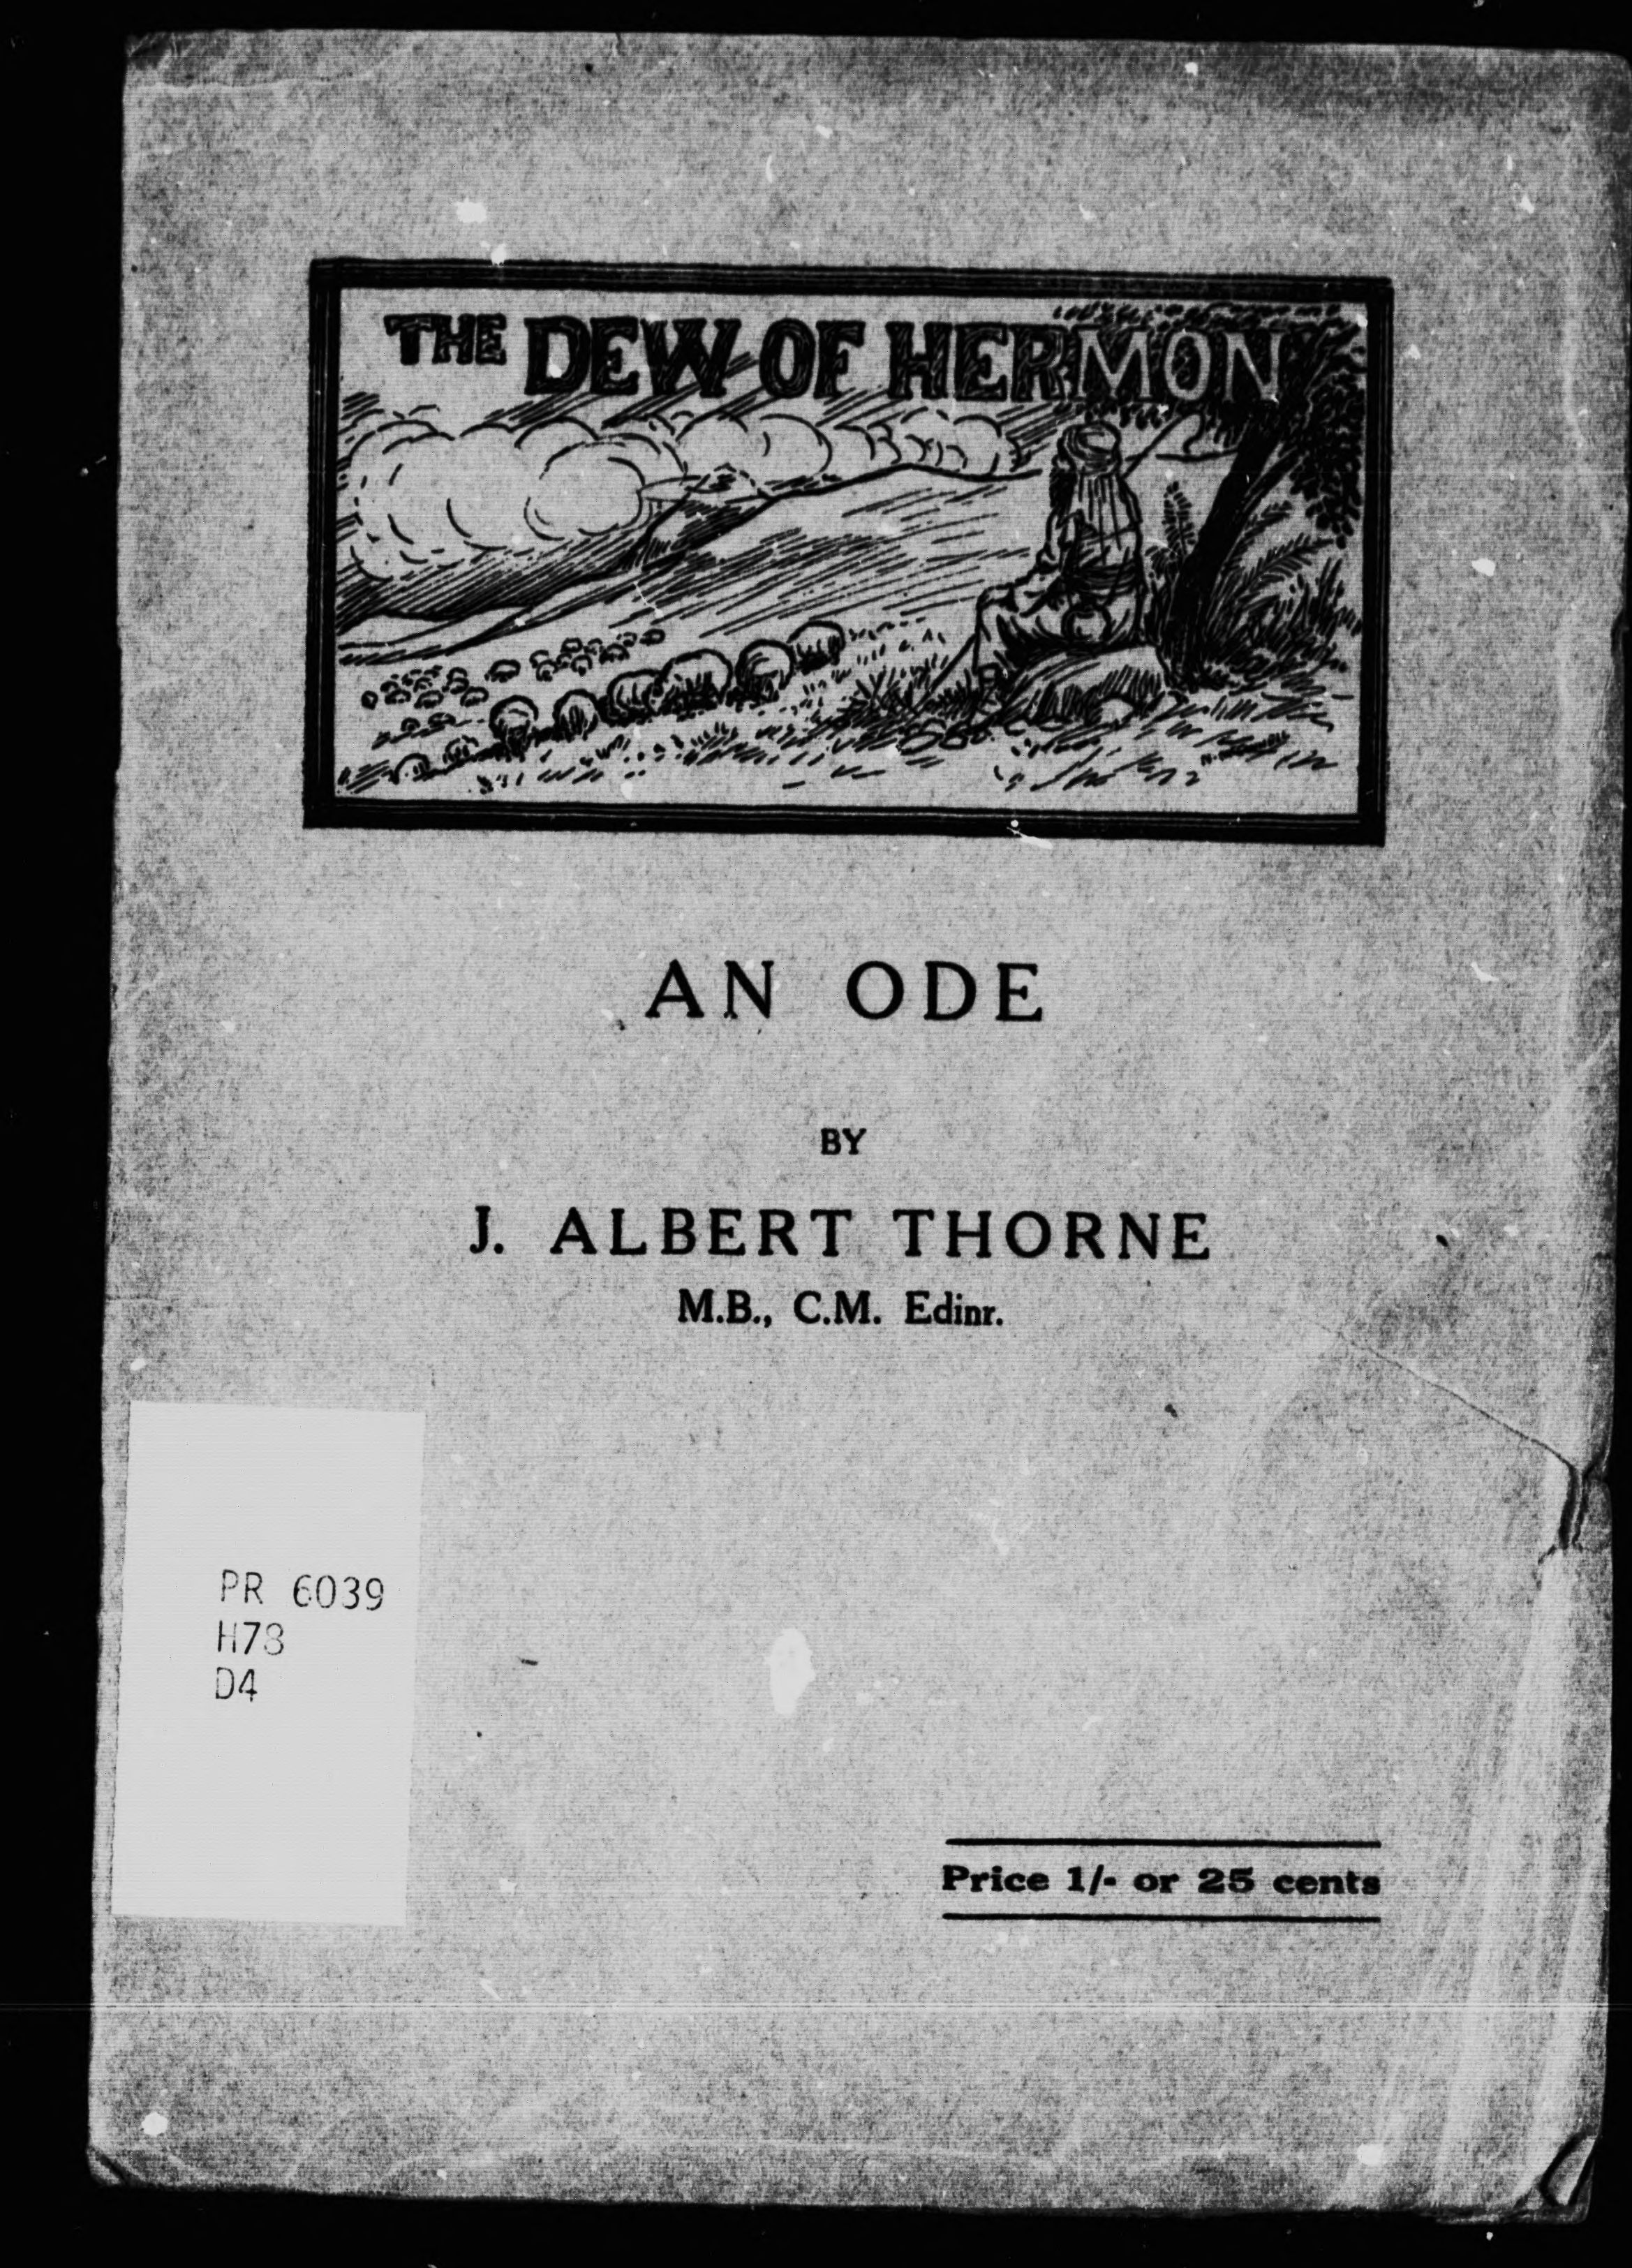 THE DEW OF HERMON
AN ODE
BY
J. ALBERT THORNE
M.B., C.M. Edinr.
PR 6039
H78
D4
Price 1/- or 25 cents